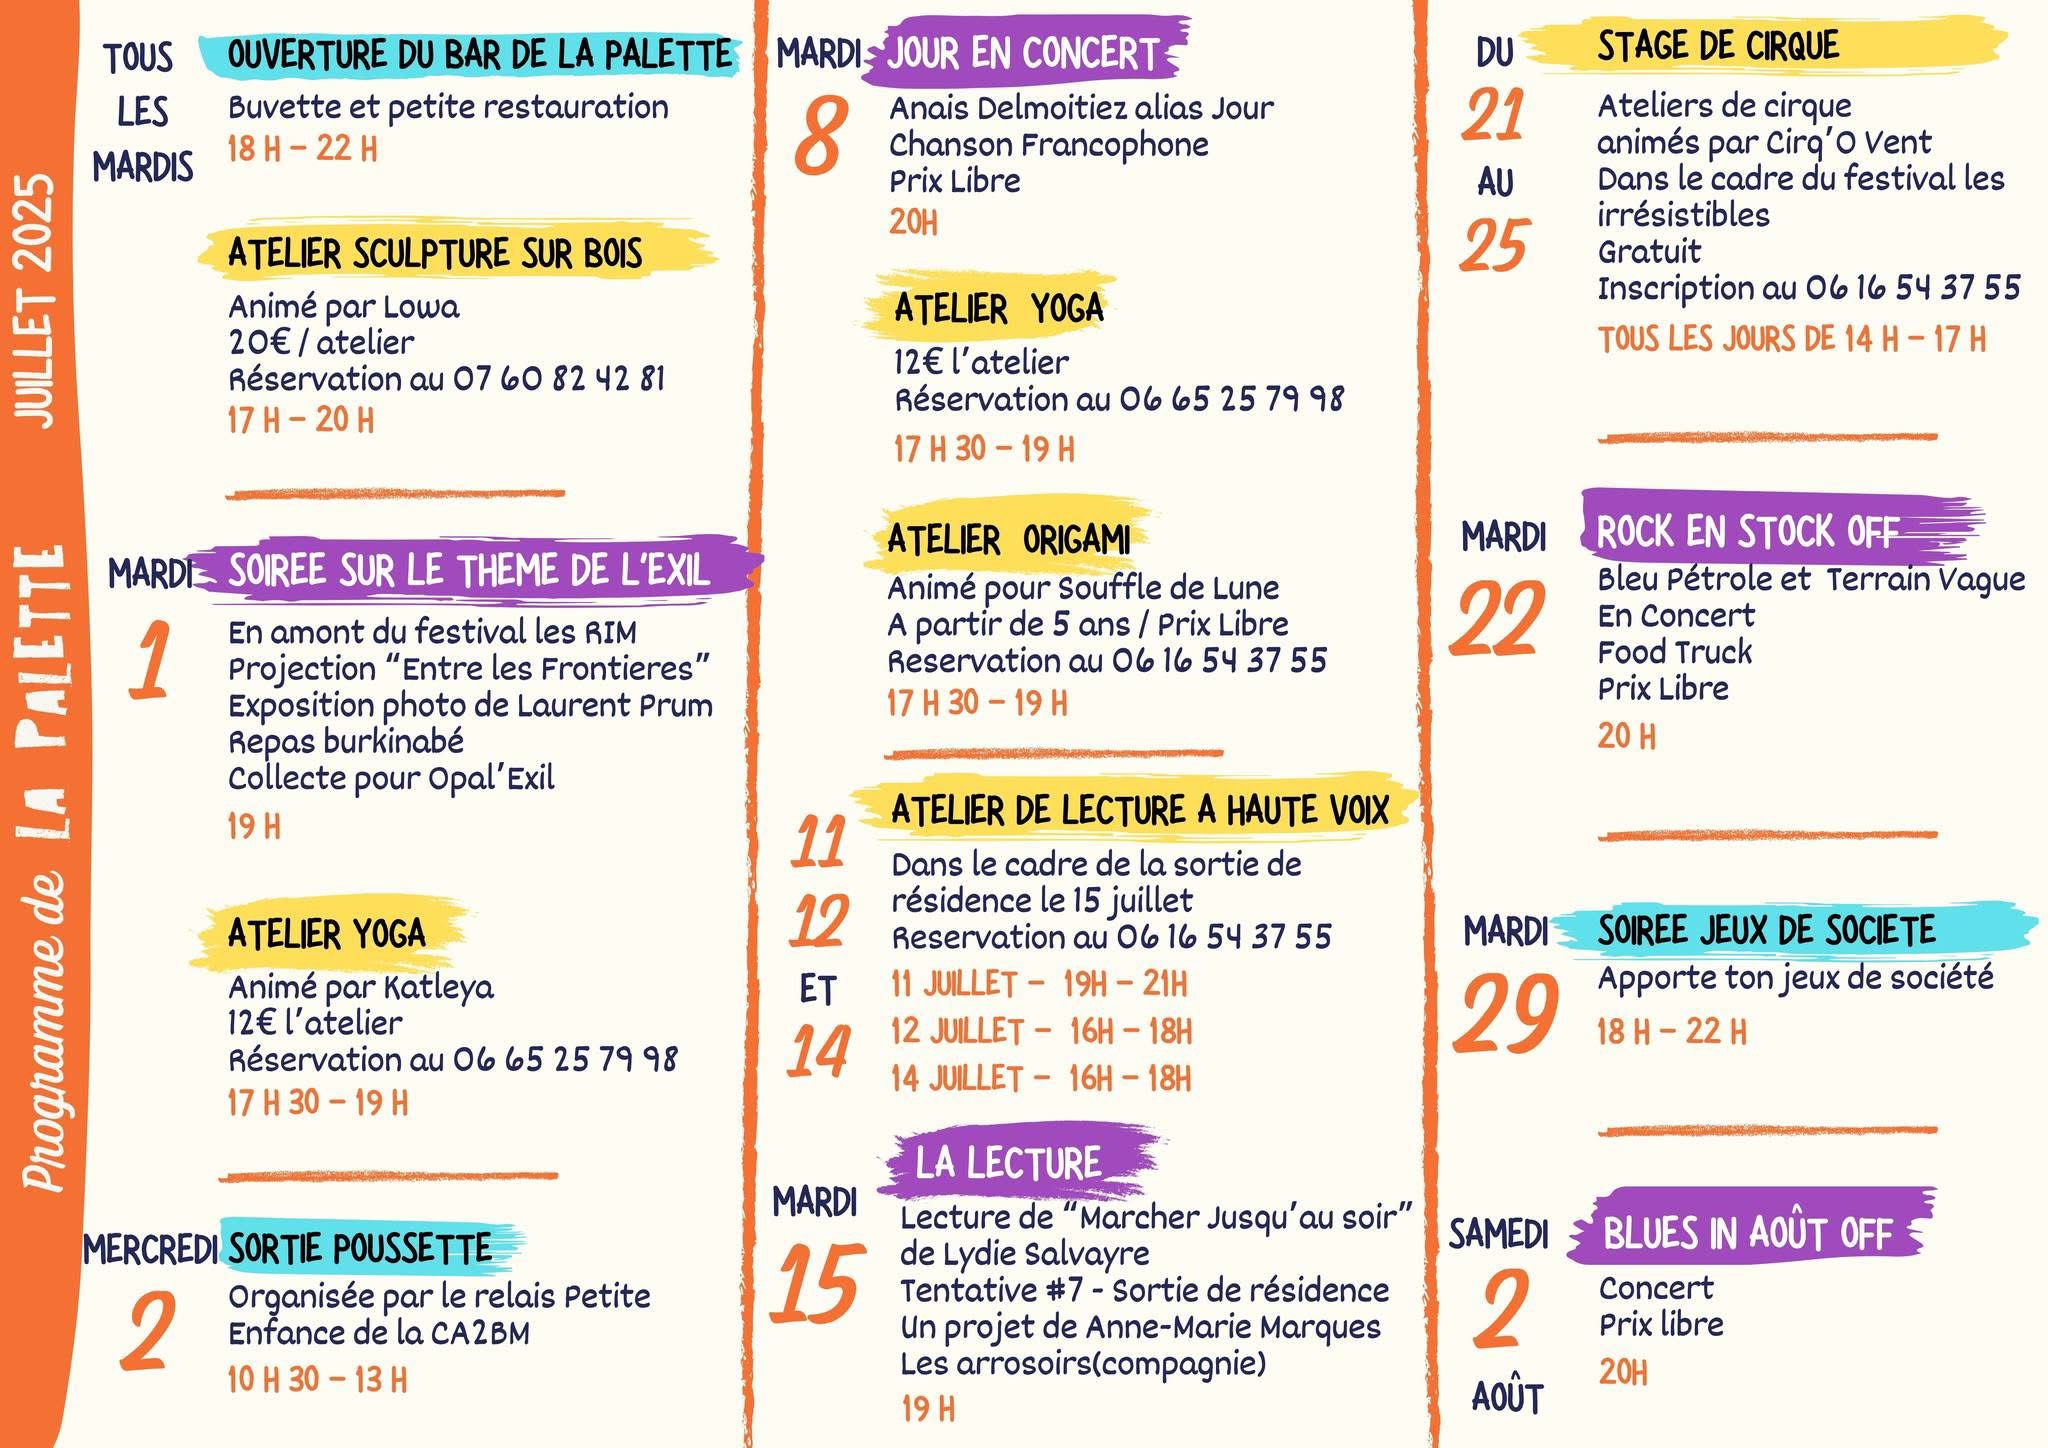 Programme de LA PALETTE JUILLET 2025
TOUS
LES
MARDIS
OUVERTURE DU BAR DE LA PALETTE
Buvette et petite restauration
18 H – 22 H
ATELIER SCULPTURE SUR BOIS
Animé par Lowa
20€ / atelier
Réservation au 07 60 82 42 81
17 H – 20 H
MARDI
1
SOIREE SUR LE THEME DE L'EXIL
En amont du festival les RIM
Projection “Entre les Frontieres”
Exposition photo de Laurent Prum
Repas burkinabé
Collecte pour Opal’Exil
19 H
ATELIER YOGA
Animé par Katleya
12€ l’atelier
Réservation au 06 65 25 79 98
17 H 30 – 19 H
MERCREDI
2
SORTIE POUSSETTE
Organisée par le relais Petite
Enfance de la CA2BM
10 H 30 – 13 H
MARDI
8
JOUR EN CONCERT
Anais Delmoitiez alias Jour
Chanson Francophone
Prix Libre
20H
ATELIER YOGA
12€ l’atelier
Réservation au 06 65 25 79 98
17 H 30 – 19 H
ATELIER ORIGAMI
Animé pour Souffle de Lune
A partir de 5 ans / Prix Libre
Reservation au 06 16 54 37 55
17 H 30 – 19 H
11
12
ET
14
ATELIER DE LECTURE A HAUTE VOIX
Dans le cadre de la sortie de
résidence le 15 juillet
Reservation au 06 16 54 37 55
11 JUILLET – 19H – 21H
12 JUILLET – 16H – 18H
14 JUILLET – 16H – 18H
MARDI
15
LA LECTURE
Lecture de “Marcher Jusqu’au soir”
de Lydie Salvayre
Tentative #7 - Sortie de résidence
Un projet de Anne-Marie Marques
Les arrosoirs(compagnie)
19 H
DU
21
AU
25
STAGE DE CIRQUE
Ateliers de cirque
animés par Cirq’O Vent
Dans le cadre du festival les
irrésistibles
Gratuit
Inscription au 06 16 54 37 55
TOUS LES JOURS DE 14 H – 17 H
MARDI
22
ROCK EN STOCK OFF
Bleu Pétrole et Terrain Vague
En Concert
Food Truck
Prix Libre
20 H
MARDI
29
SOIREE JEUX DE SOCIETE
Apporte ton jeux de société
18 H – 22 H
SAMEDI
2
AOÛT
BLUES IN AOÛT OFF
Concert
Prix libre
20H